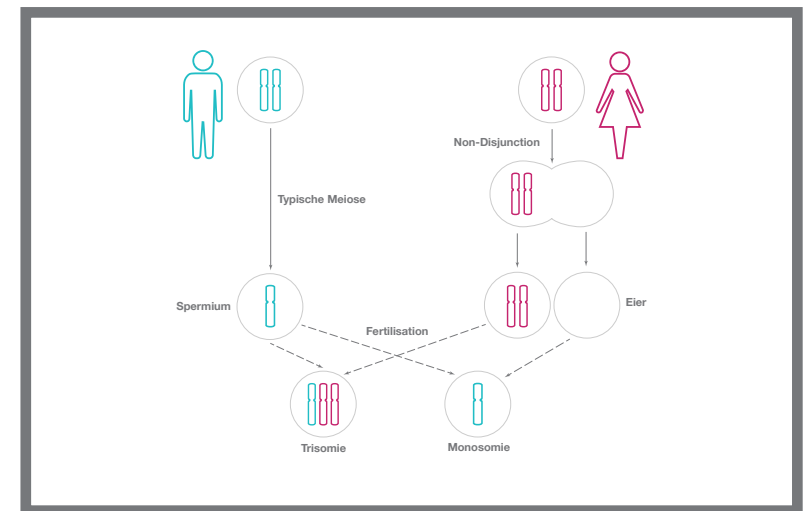 Non-Disjunction
Typische Meiose
Spermium
Eier
Fertilisation
Trisomie
Monosomie